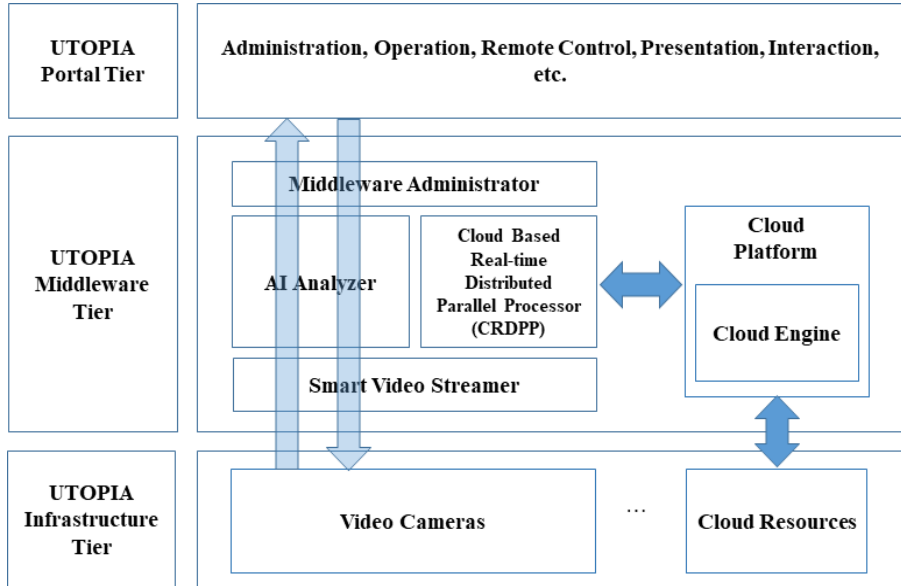 UTOPIA
Portal Tier
Administration, Operation, Remote Control, Presentation, Interaction,
etc.
UTOPIA
Middleware
Tier
Middleware Administrator
AI Analyzer
Cloud Based
Real-time
Distributed
Parallel Processor
(CRDPP)
Smart Video Streamer
Cloud
Platform
Cloud Engine
UTOPIA
Infrastructure
Tier
Video Cameras
...
Cloud Resources